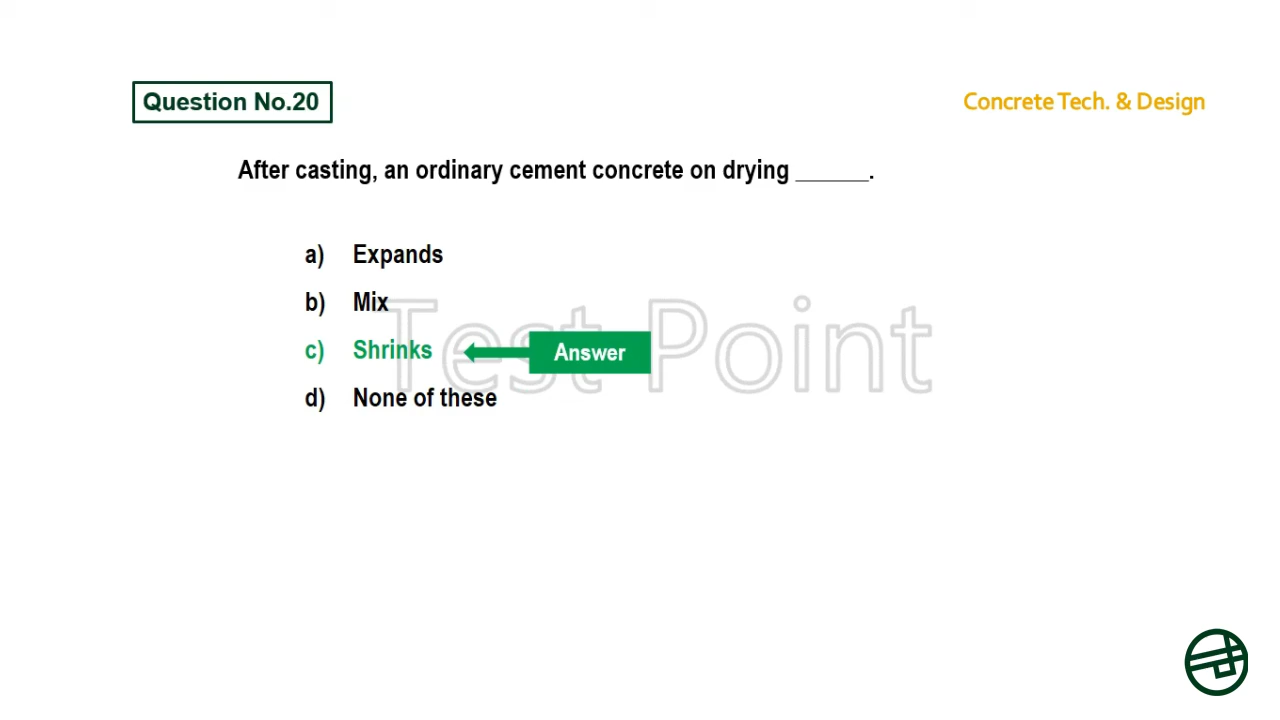 Question No.20
Concrete Tech. & Design
After casting, an ordinary cement concrete on drying ______.
a) Expands
b) Mix
c) Shrinks
Answer
d) None of these
Test Point